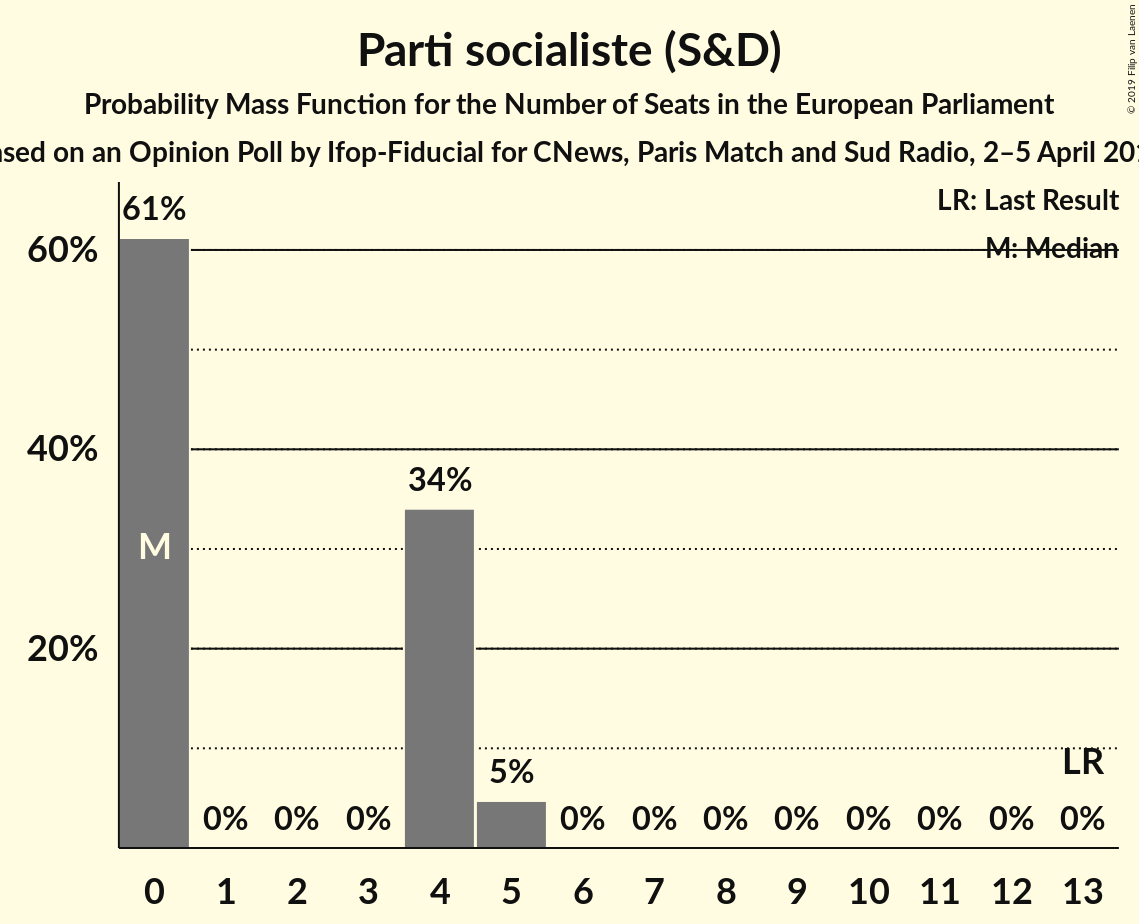 Parti socialiste (S&D)
Probability Mass Function for the Number of Seats in the European Parliament
on an Opinion Poll by Ifop-Fiducial for CNews, Paris Match and Sud Radio, 2–5 April
© 2019 Filip van Laenen
LR: Last Result
M: Median
61%
60%
40%
34%
M
20%
LR
5%
0% 0% 0% 0% 0% 0% 0% 0% 0% 0% 0%
0 1 2 3 4 5 6 7 8 9 10 11 12 13